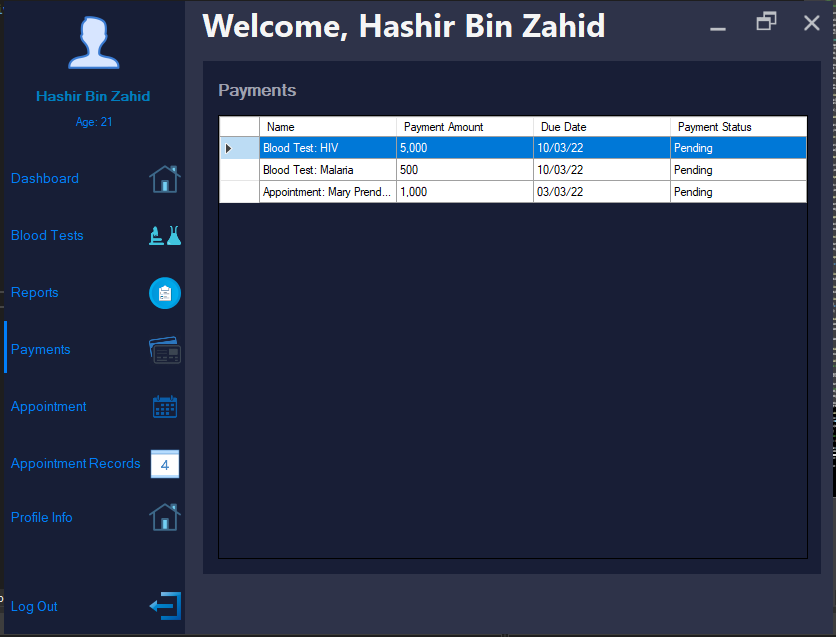 Welcome, Hashir Bin Zahid
Hashir Bin Zahid
Age: 21
Dashboard
Blood Tests
Reports
Payments
Appointment
Appointment Records
4
Profile Info
Log Out
Payments
Name Payment Amount Due Date Payment Status
Blood Test: HIV 5,000 10/03/22 Pending
Blood Test: Malaria 500 10/03/22 Pending
Appointment: Mary Prend... 1,000 03/03/22 Pending